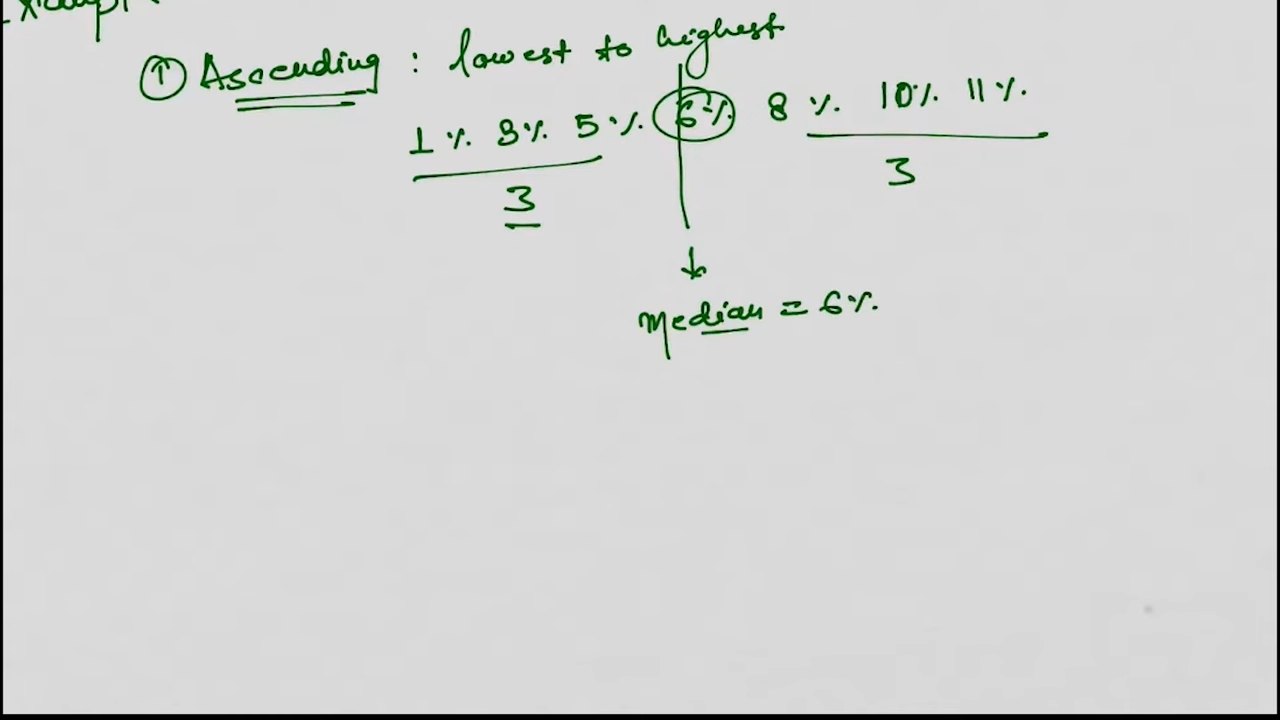 ① Ascending : lowest to highest
1 % 3% 5 % 6% 8 % 10% 11 %.
3 3
↓
Median = 6%